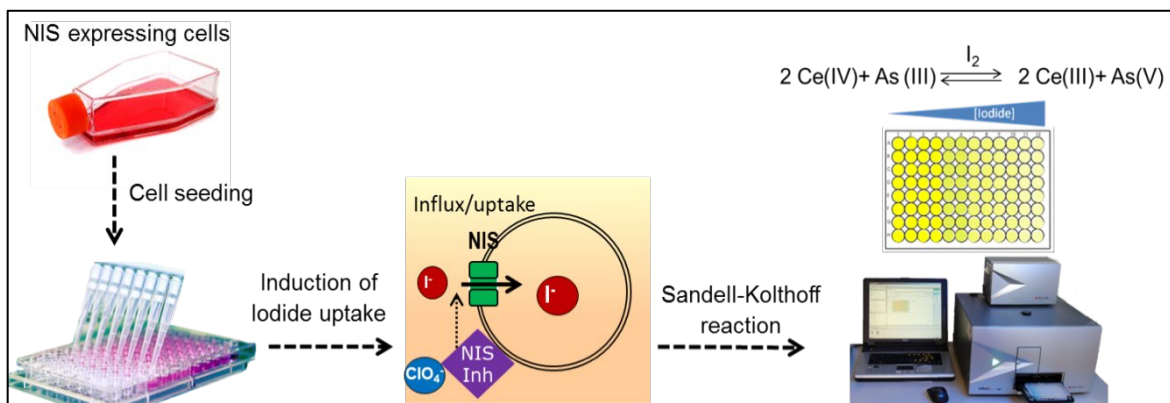 NIS expressing cells
Cell seeding
Induction of
Iodide uptake
Influx/uptake
NIS
I-
I-
ClO₄-
NIS
Inh
Sandell-Kolthoff
reaction
I₂
2 Ce(IV)+ As (III) ⇌ 2 Ce(III)+ As(V)
[Iodide]